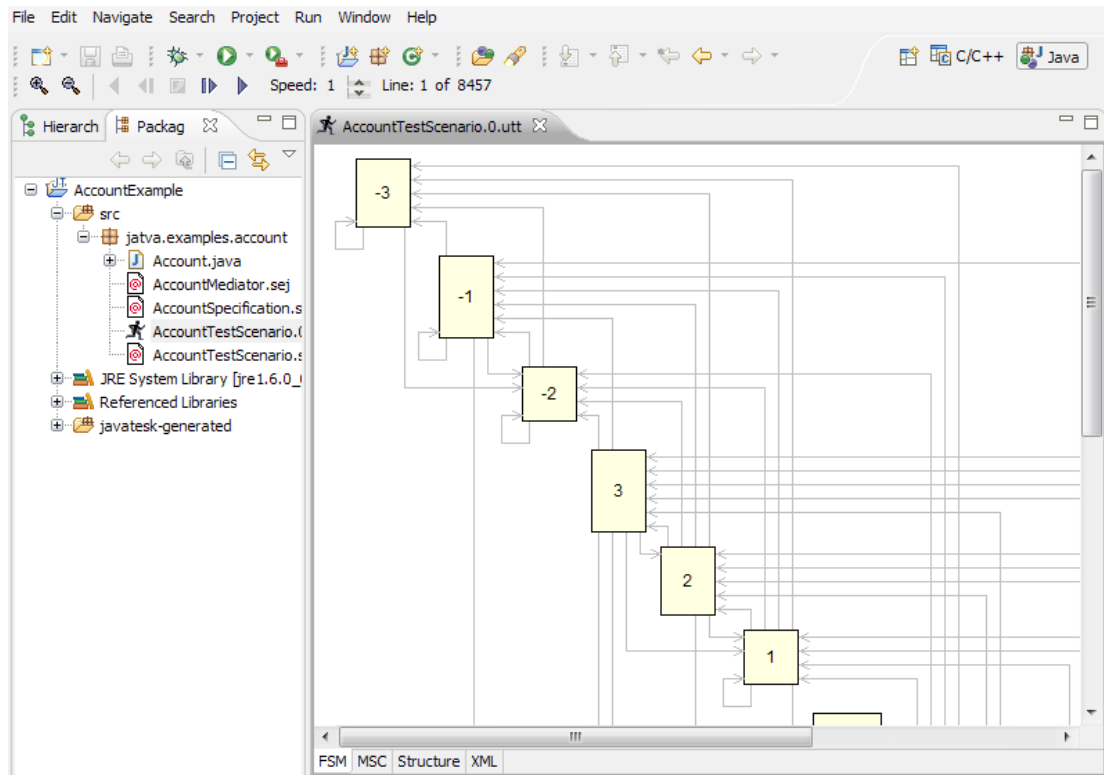 File Edit Navigate Search Project Run Window Help
C/C++ Java
Speed: 1 Line: 1 of 8457
Hierarch Packag AccountTestScenario.0.utt
AccountExample
src
jatva.examples.account
Account.java
AccountMediator.sej
AccountSpecification.s
AccountTestScenario.(
AccountTestScenario.s
JRE System Library [jre1.6.0_(
Referenced Libraries
javatesk-generated
-3
-1
-2
3
2
1
FSM MSC Structure XML